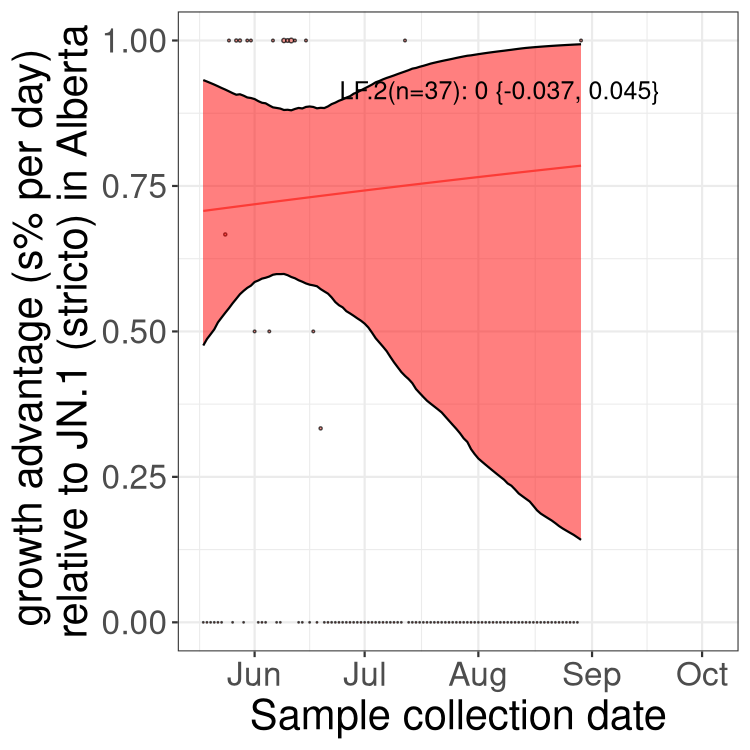 growth advantage (s% per day)
relative to JN.1 (stricto) in Alberta
1.00
0.75
0.50
0.25
0.00
LF.2(n=37): 0 {-0.037, 0.045}
Jun Jul Aug Sep Oct
Sample collection date